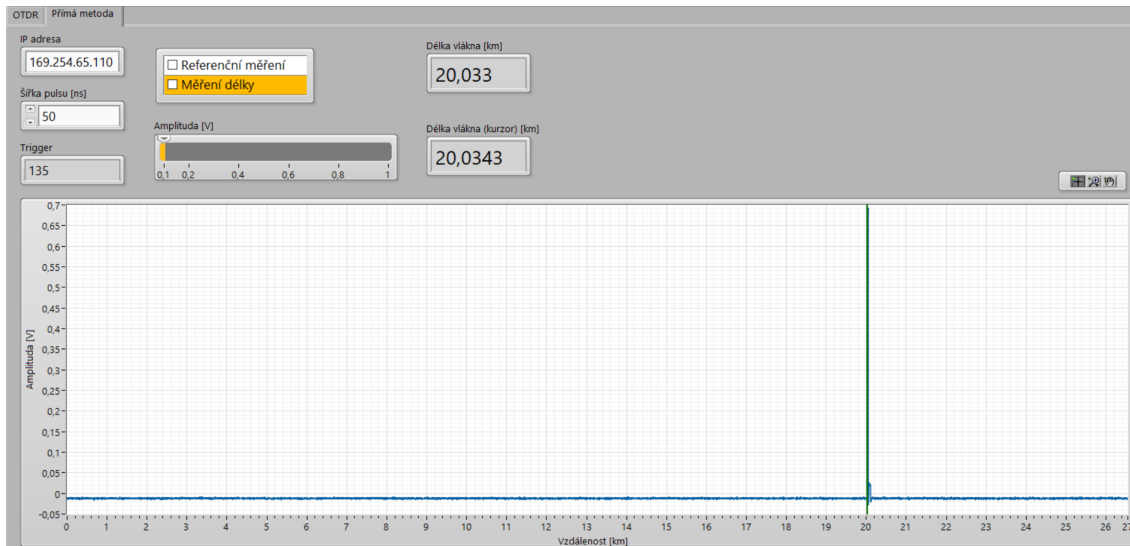 OTDR
Přímá metoda
IP adresa
169.254.65.110
Šířka pulsu [ns]
50
Trigger
135
Referenční měření
Měření délky
Amplituda [V]
0,1 0,2 0,4 0,6 0,8 1
Délka vlákna [km]
20,033
Délka vlákna (kurzor) [km]
20,0343
Amplituda [V]
0,7
0,65
0,6
0,55
0,5
0,45
0,4
0,35
0,3
0,25
0,2
0,15
0,1
0,05
0
-0,05
0 1 2 3 4 5 6 7 8 9 10 11 12 13 14 15 16 17 18 19 20 21 22 23 24 25 26
Vzdálenost [km]